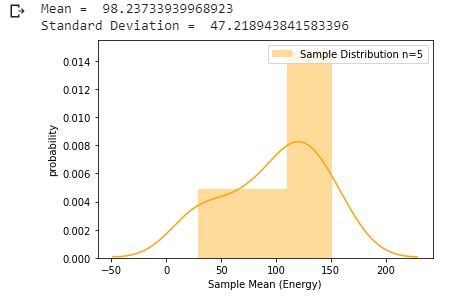 Mean =  98.23733939968923
Standard Deviation =  47.218943841583396
Sample Distribution n=5
0.014
0.012
0.010
0.008
0.006
0.004
0.002
0.000
probability
−50
0
50
100
150
200
Sample Mean (Energy)